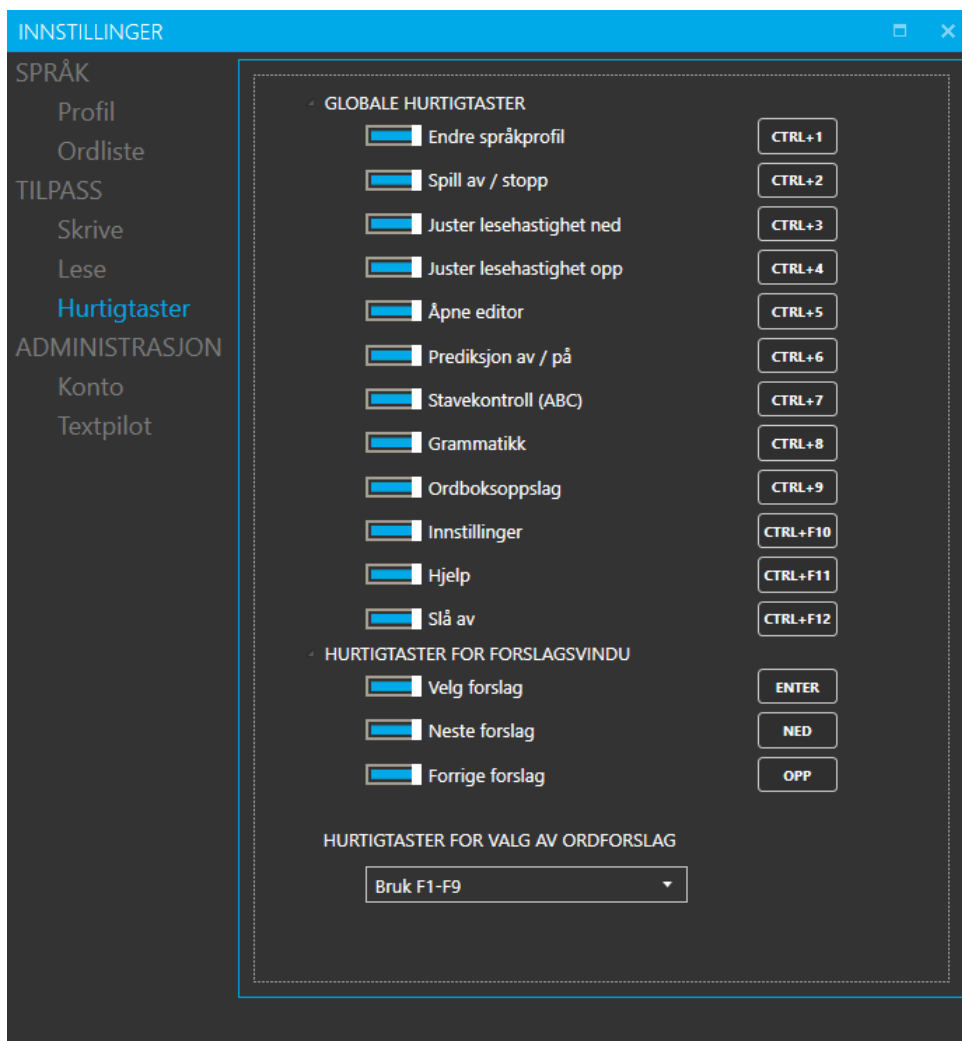 INNSTILLINGER
SPRÅK
Profil
Ordliste
TILPASS
Skrive
Lese
Hurtigtaster
ADMINISTRASJON
Konto
Textpilot
GLOBALE HURTIGTASTER
Endre språkprofil CTRL+1
Spill av / stopp CTRL+2
Juster lesehastighet ned CTRL+3
Juster lesehastighet opp CTRL+4
Åpne editor CTRL+5
Prediksjon av / på CTRL+6
Stavekontroll (ABC) CTRL+7
Grammatikk CTRL+8
Ordboksoppslag CTRL+9
Innstillinger CTRL+F10
Hjelp CTRL+F11
Slå av CTRL+F12
HURTIGTASTER FOR FORSLAGSVINDU
Velg forslag ENTER
Neste forslag NED
Forrige forslag OPP
HURTIGTASTER FOR VALG AV ORDFORSLAG
Bruk F1-F9